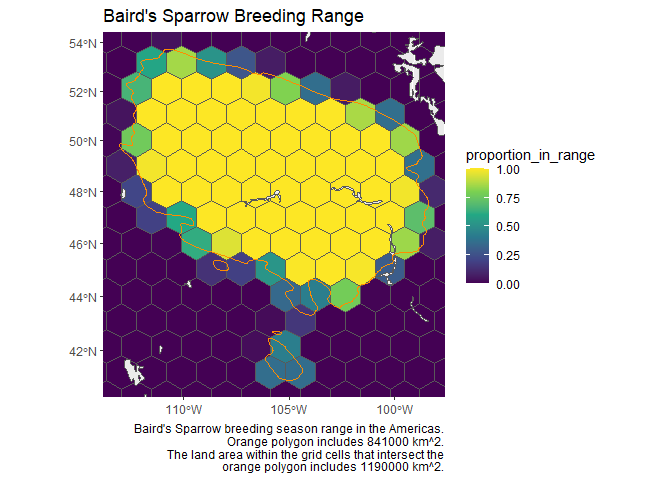 Baird's Sparrow Breeding Range
54°N
52°N
50°N
48°N
46°N
44°N
42°N
110°W
105°W
100°W
proportion_in_range
1.00
0.75
0.50
0.25
0.00
Baird's Sparrow breeding season range in the Americas.
Orange polygon includes 841000 km^2.
The land area within the grid cells that intersect the
orange polygon includes 1190000 km^2.